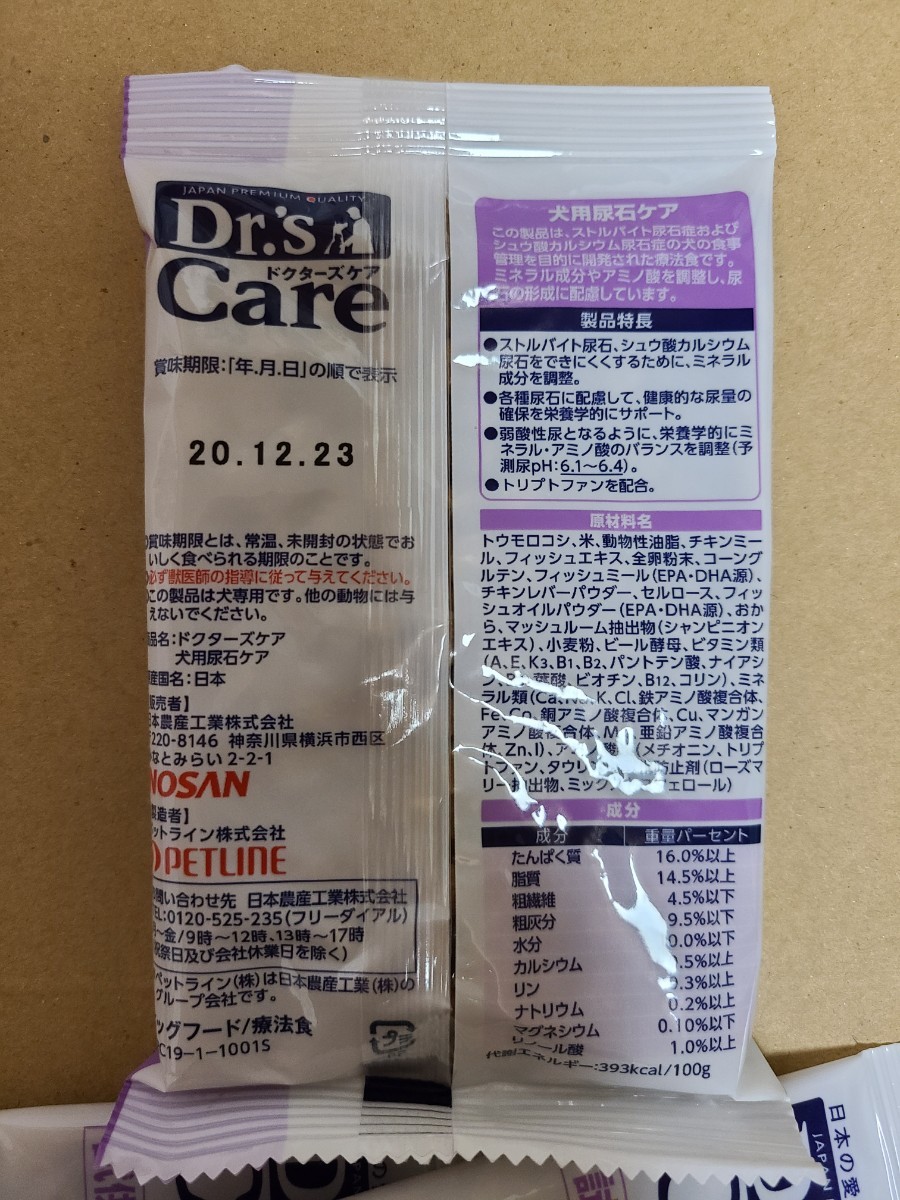 JAPAN PREMIUM QUALITY
Dr.'s
ドクターズケア
Care
賞味期限:「年.月.日」の順で表示
20.12.23
賞味期限とは、常温、未開封の状態でお
いしく食べられる期限のことです。
必ず獣医師の指導に従って与えてください。
この製品は犬専用です。他の動物には与
えないでください。
品名:ドクターズケア
犬用尿石ケア
産国名:日本
販売者】
本農産工業株式会社
〒220-8146 神奈川県横浜市西区
なとみらい 2-2-1
NOSAN
製造者】
ットライン株式会社
PETLINE
問い合わせ先 日本農産工業株式会社
EL:0120-525-235(フリーダイアル)
~金/9時~12時、13時~17時
祝祭日及び会社休業日を除く)
ペットライン(株)は日本農産工業(株)の
グループ会社です。
ッグフード/療法食
C19-1-1001S
プラ
犬用尿石ケア
この製品は、ストルバイト尿石症および
シュウ酸カルシウム尿石症の犬の食事
管理を目的に開発された療法食です。
ミネラル成分やアミノ酸を調整し、尿
石の形成に配慮しています。
製品特長
●ストルバイト尿石、シュウ酸カルシウム
尿石をできにくくするために、ミネラル
成分を調整。
●各種尿石に配慮して、健康的な尿量の
確保を栄養学的にサポート。
●弱酸性尿となるように、栄養学的にミ
ネラル・アミノ酸のバランスを調整(予
測尿pH:6.1~6.4)。
●トリプトファンを配合。
原材料名
トウモロコシ、米、動物性油脂、チキンミー
ル、フィッシュエキス、全卵粉末、コーング
ルテン、フィッシュミール(EPA・DHA源)、
チキンレバーパウダー、セルロース、フィッ
シュオイルパウダー(EPA・DHA源)、おか
ら、マッシュルーム抽出物(シャンピニオン
エキス)、小麦粉、ビール酵母、ビタミン類
(A、E、K3、B1、B2、パントテン酸、ナイアシ
葉酸、ビオチン、B12、コリン)、ミネ
ラル類(Ca、Na、K、Cl、鉄アミノ酸複合体、
Fe、Co、銅アミノ酸複合体、Cu、マンガン
アミノ酸複合体、Mn、亜鉛アミノ酸複合
体、Zn、I)、アミノ酸類(メチオニン、トリプ
トファン、タウリ 防止剤(ローズマ
リー抽出物、ミックス ェロール)
成分
成分 重量パーセント
たんぱく質 16.0%以上
脂質 14.5%以上
粗繊維 4.5%以下
粗灰分 9.5%以下
水分 0.0%以下
カルシウム .5%以上
リン .3%以上
ナトリウム 0.2%以上
マグネシウム 0.10%以下
リノール酸 1.0%以上
代謝エネルギー:393kcal/100g
日本の愛
JAPAN